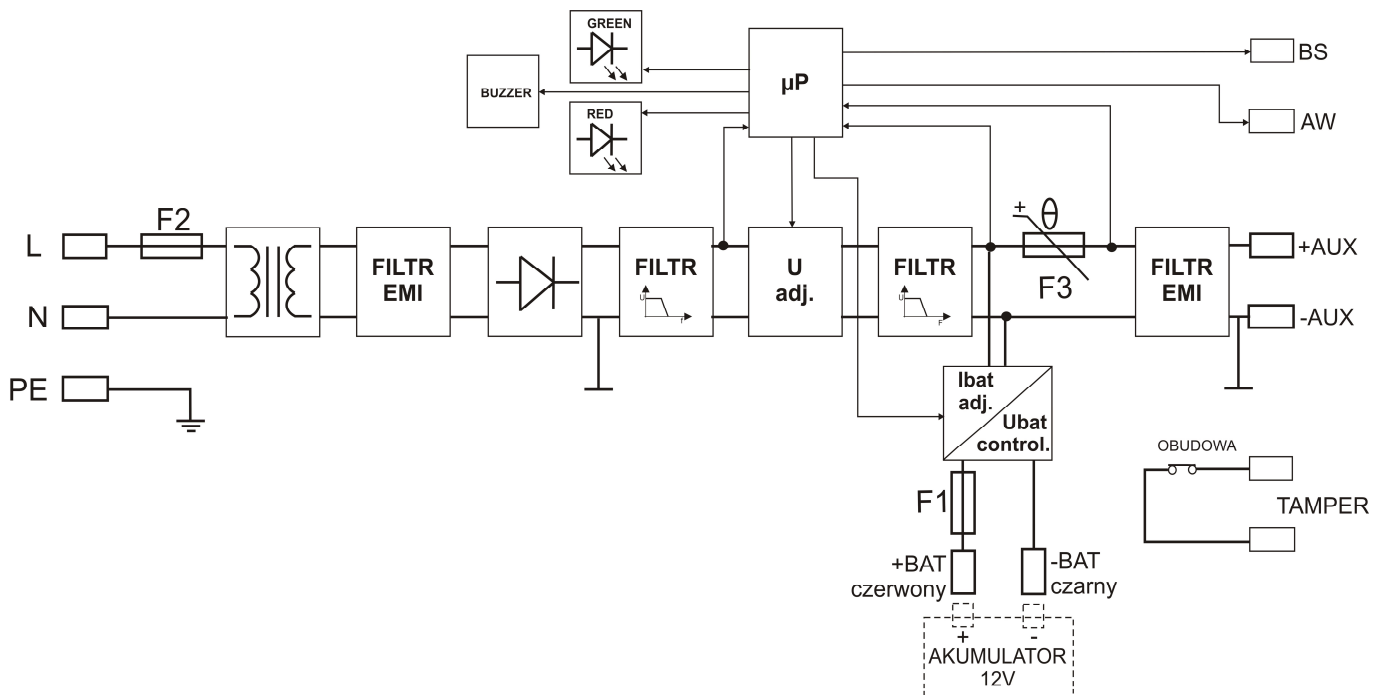 GREEN
BUZZER
RED
μP
BS
AW
L
F2
N
PE
FILTR
EMI
FILTR
U
f
U
adj.
FILTR
U
F
+
θ
F3
FILTR
EMI
+AUX
-AUX
Ibat
adj.
Ubat
control.
F1
+BAT
czerwony
-BAT
czarny
+
-
AKUMULATOR
12V
OBUDOWA
TAMPER